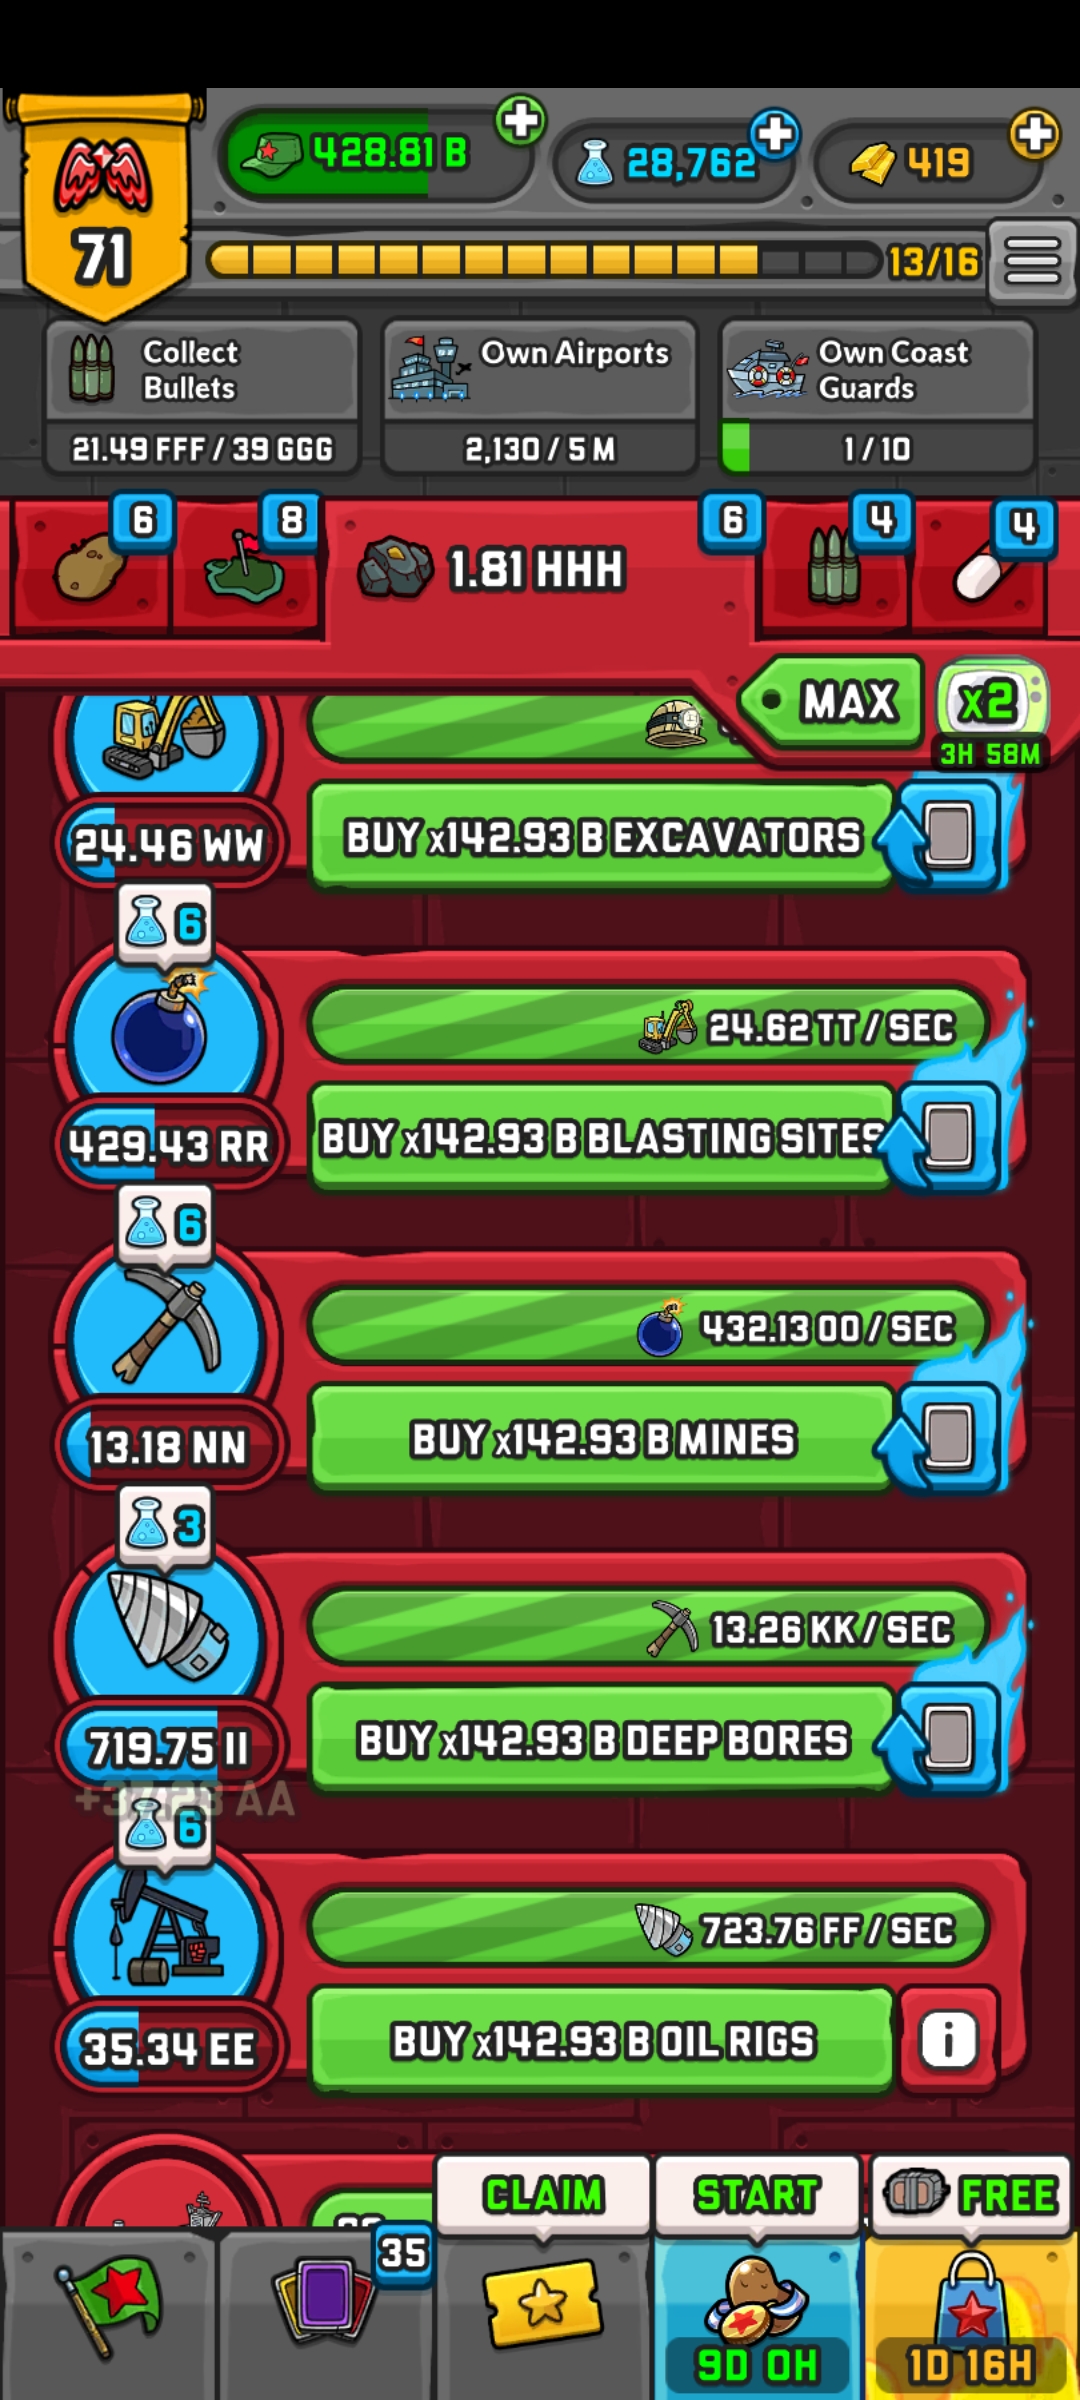 71
428.81 B
28,762
419
13/16
Collect
Bullets
21.49 FFF / 39 GGG
Own Airports
2,130 / 5 M
Own Coast
Guards
1 / 10
6
8
1.81 HHH
6
4
4
MAX
x2
3H 58M
24.46 WW
BUY x142.93 B EXCAVATORS
6
24.62 TT / SEC
429.43 RR
BUY x142.93 B BLASTING SITES
6
432.13 OO / SEC
13.18 NN
BUY x142.93 B MINES
3
13.26 KK / SEC
719.75 II
BUY x142.93 B DEEP BORES
6
723.76 FF / SEC
35.34 EE
BUY x142.93 B OIL RIGS
i
CLAIM
START
FREE
35
9D 0H
1D 16H